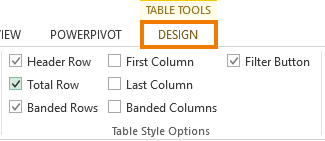 TABLE TOOLS
IEW POWERPIVOT DESIGN
Header Row First Column Filter Button
Total Row Last Column
Banded Rows Banded Columns
Table Style Options